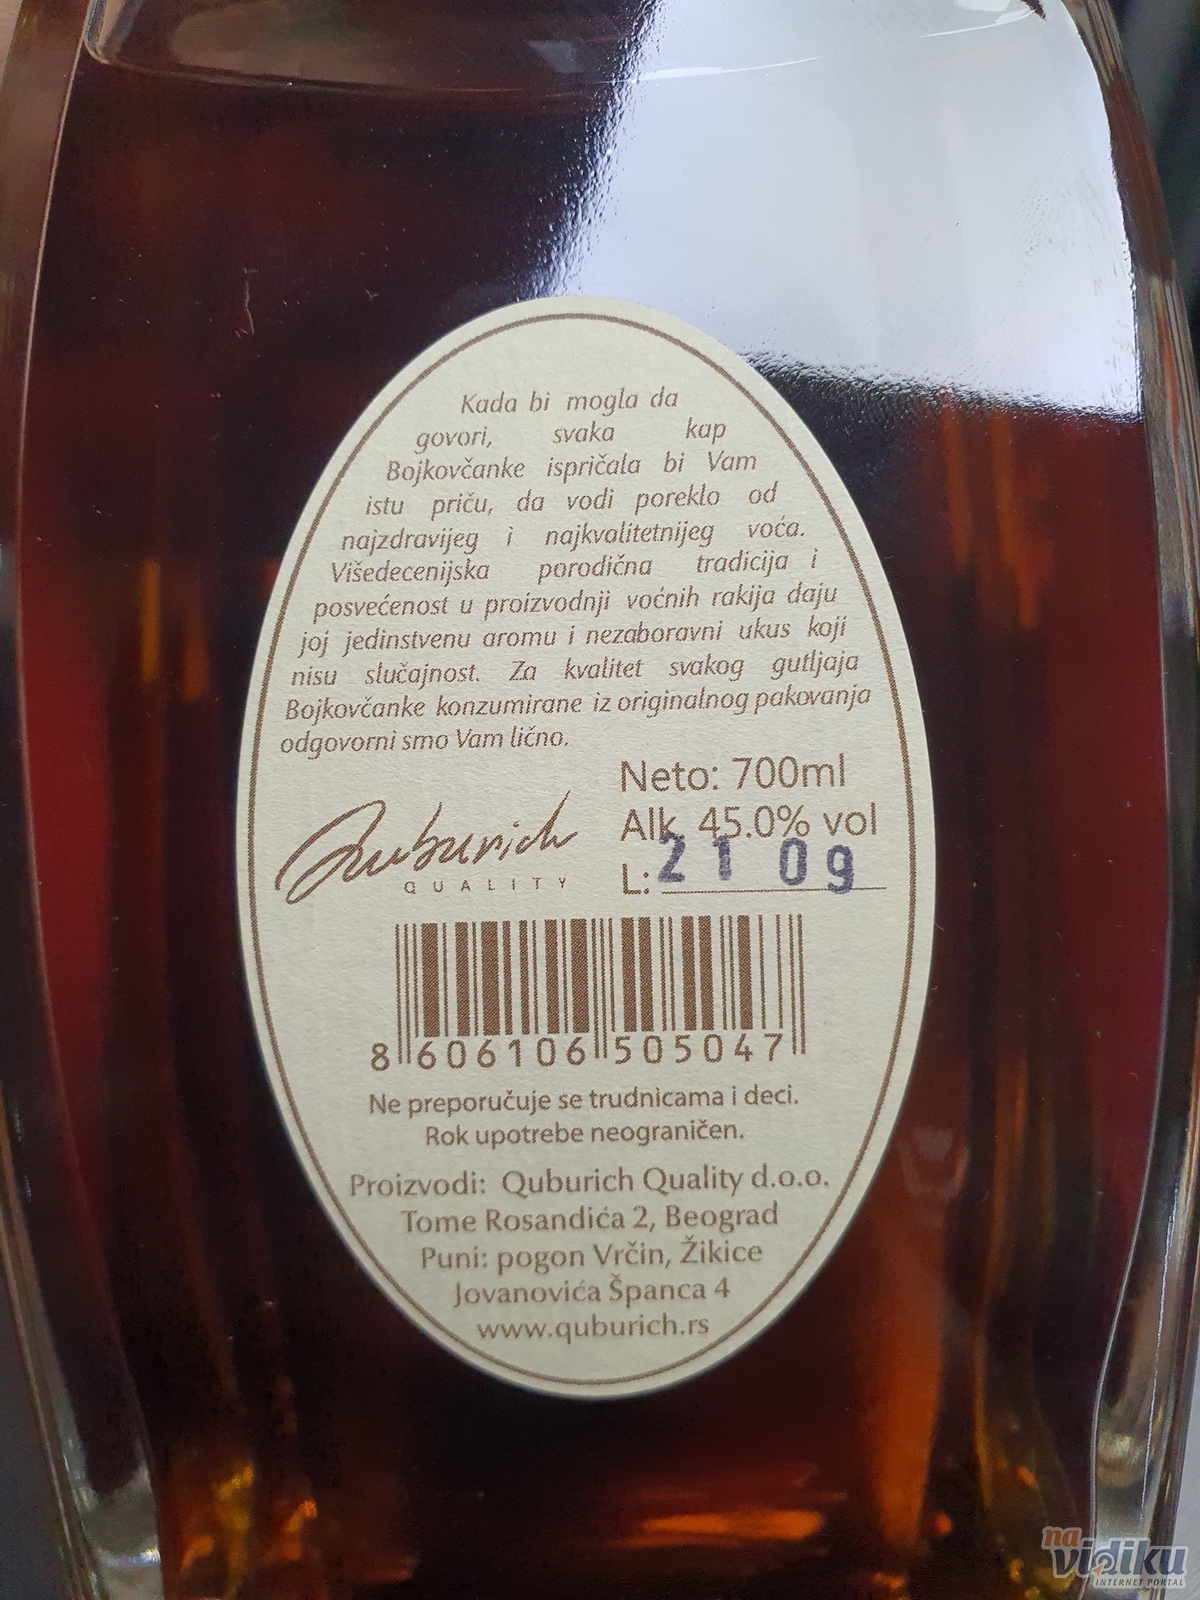 Kada bi mogla da
govori, svaka kap
Bojkovčanke ispričala bi Vam
istu priču, da vodi poreklo od
najzdravijeg i najkvalitetnijeg voća.
Višedecenijska porodična tradicija i
posvećenost u proizvodnji voćnih rakija daju
joj jedinstvenu aromu i nezaboravni ukus koji
nisu slučajnost. Za kvalitet svakog gutljaja
Bojkovčanke konzumirane iz originalnog pakovanja
odgovorni smo Vam lično.
Neto: 700ml
Alk 45.0% vol
L: 21 09
Quburich
QUALITY
8 606106 505047
Ne preporučuje se trudnicama i deci.
Rok upotrebe neograničen.
Proizvodi: Quburich Quality d.o.o.
Tome Rosandića 2, Beograd
Puni: pogon Vrčin, Žikice
Jovanovića Španca 4
www.quburich.rs
na
vidiku
INTERNET PORTAL